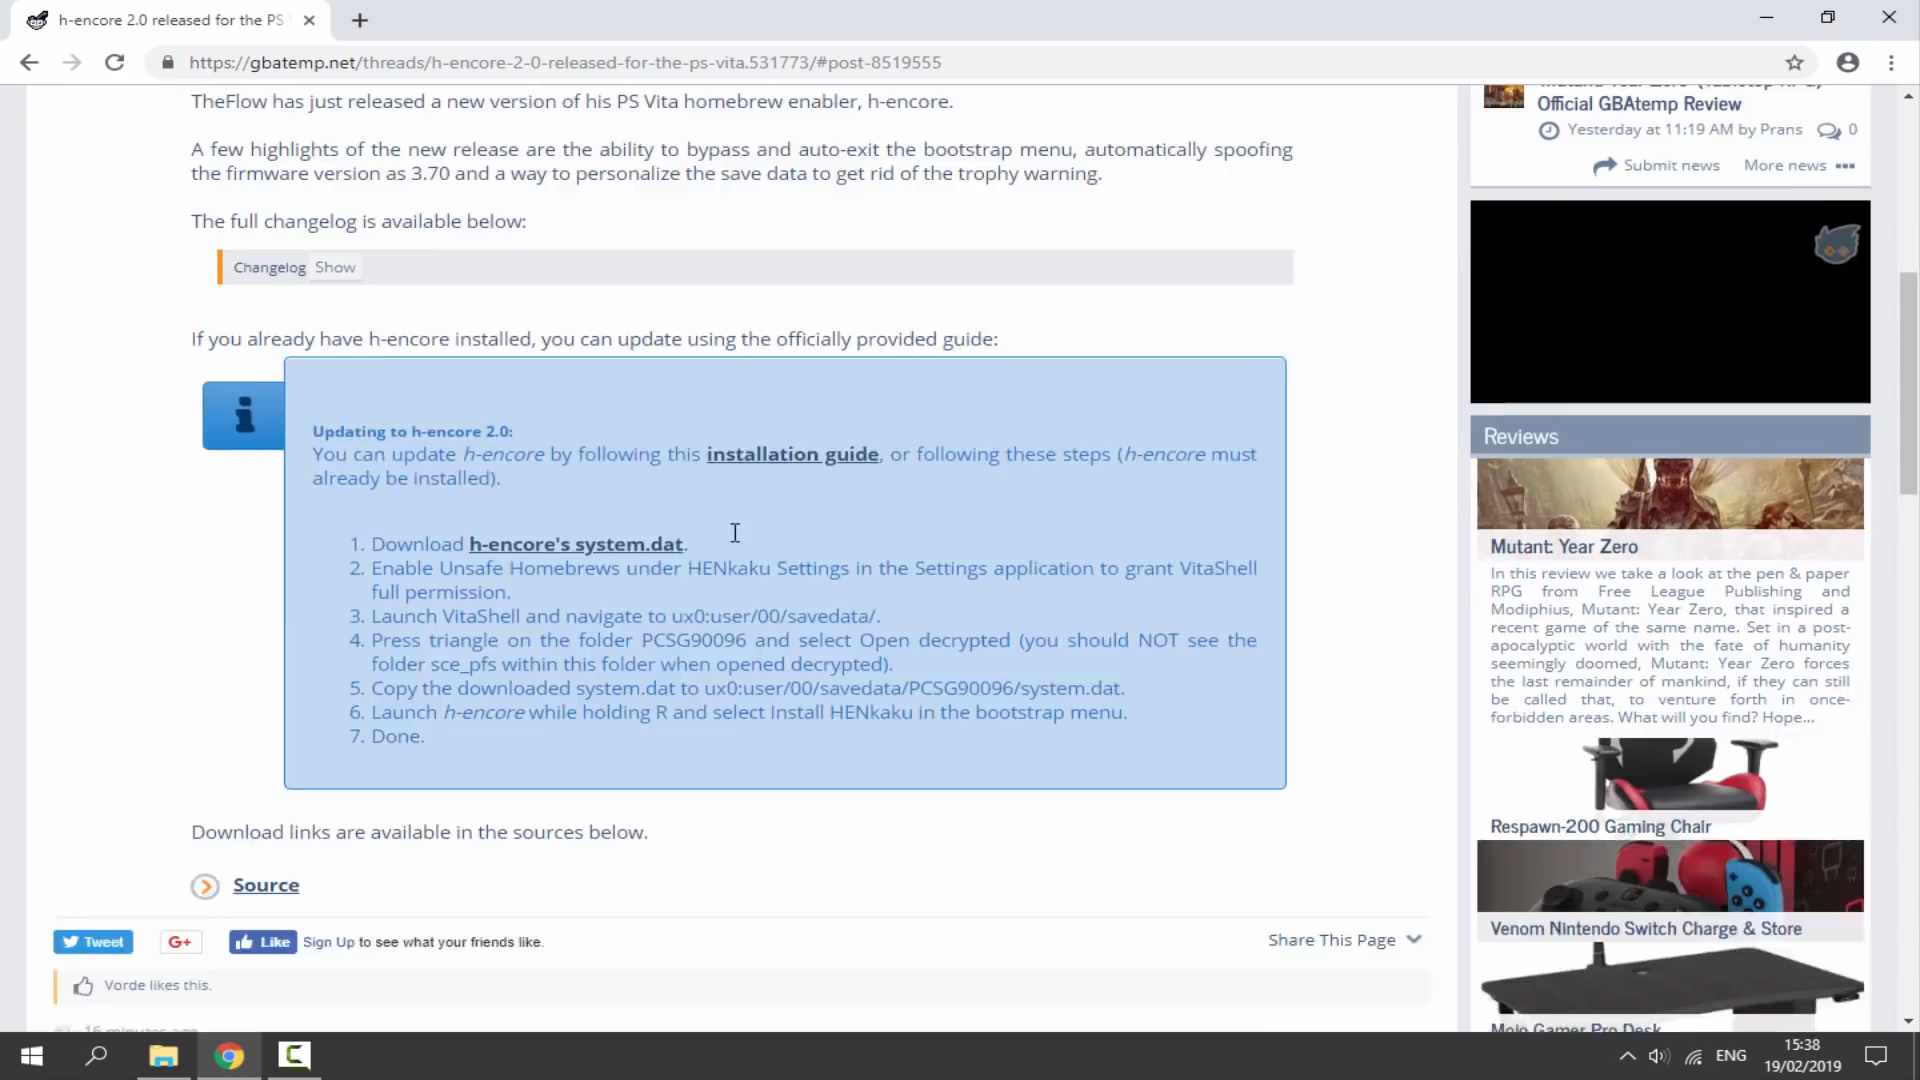 h-encore 2.0 released for the PS
https://gbatemp.net/threads/h-encore-2-0-released-for-the-ps-vita.531773/#post-8519555
TheFlow has just released a new version of his PS Vita homebrew enabler, h-encore.
A few highlights of the new release are the ability to bypass and auto-exit the bootstrap menu, automatically spoofing
the firmware version as 3.70 and a way to personalize the save data to get rid of the trophy warning.
The full changelog is available below:
Changelog Show
If you already have h-encore installed, you can update using the officially provided guide:
Updating to h-encore 2.0:
You can update h-encore by following this installation guide, or following these steps (h-encore must
already be installed).
1. Download h-encore's system.dat.
2. Enable Unsafe Homebrews under HENkaku Settings in the Settings application to grant VitaShell
full permission.
3. Launch VitaShell and navigate to ux0:user/00/savedata/.
4. Press triangle on the folder PCSG90096 and select Open decrypted (you should NOT see the
folder sce_pfs within this folder when opened decrypted).
5. Copy the downloaded system.dat to ux0:user/00/savedata/PCSG90096/system.dat.
6. Launch h-encore while holding R and select Install HENkaku in the bootstrap menu.
7. Done.
Download links are available in the sources below.
Source
Tweet
G+
Like
Sign Up to see what your friends like.
Share This Page
Vorde likes this.
16 minutes ago
Official GBAtemp Review
Yesterday at 11:19 AM by Prans 0
Submit news More news
Reviews
Mutant: Year Zero
In this review we take a look at the pen & paper
RPG from Free League Publishing and
Modiphius, Mutant: Year Zero, that inspired a
recent game of the same name. Set in a post-
apocalyptic world with the fate of humanity
seemingly doomed, Mutant: Year Zero forces
the last remainder of mankind, if they can still
be called that, to venture forth in once-
forbidden areas. What will you find? Hope...
Respawn-200 Gaming Chair
Venom Nintendo Switch Charge & Store
Mojo Gamer Pro Desk
ENG
15:38
19/02/2019